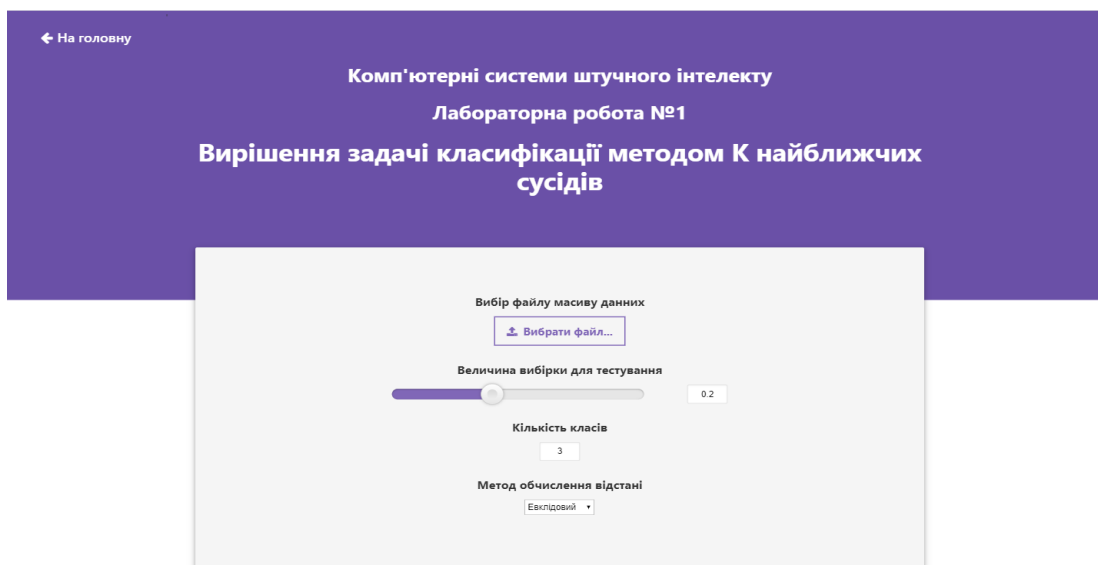 На головну
Комп'ютерні системи штучного інтелекту
Лабораторна робота №1
Вирішення задачі класифікації методом К найближчих
сусідів
Вибір файлу масиву данних
Вибрати файл...
Величина вибірки для тестування
0.2
Кількість класів
3
Метод обчислення відстані
Евклідовий